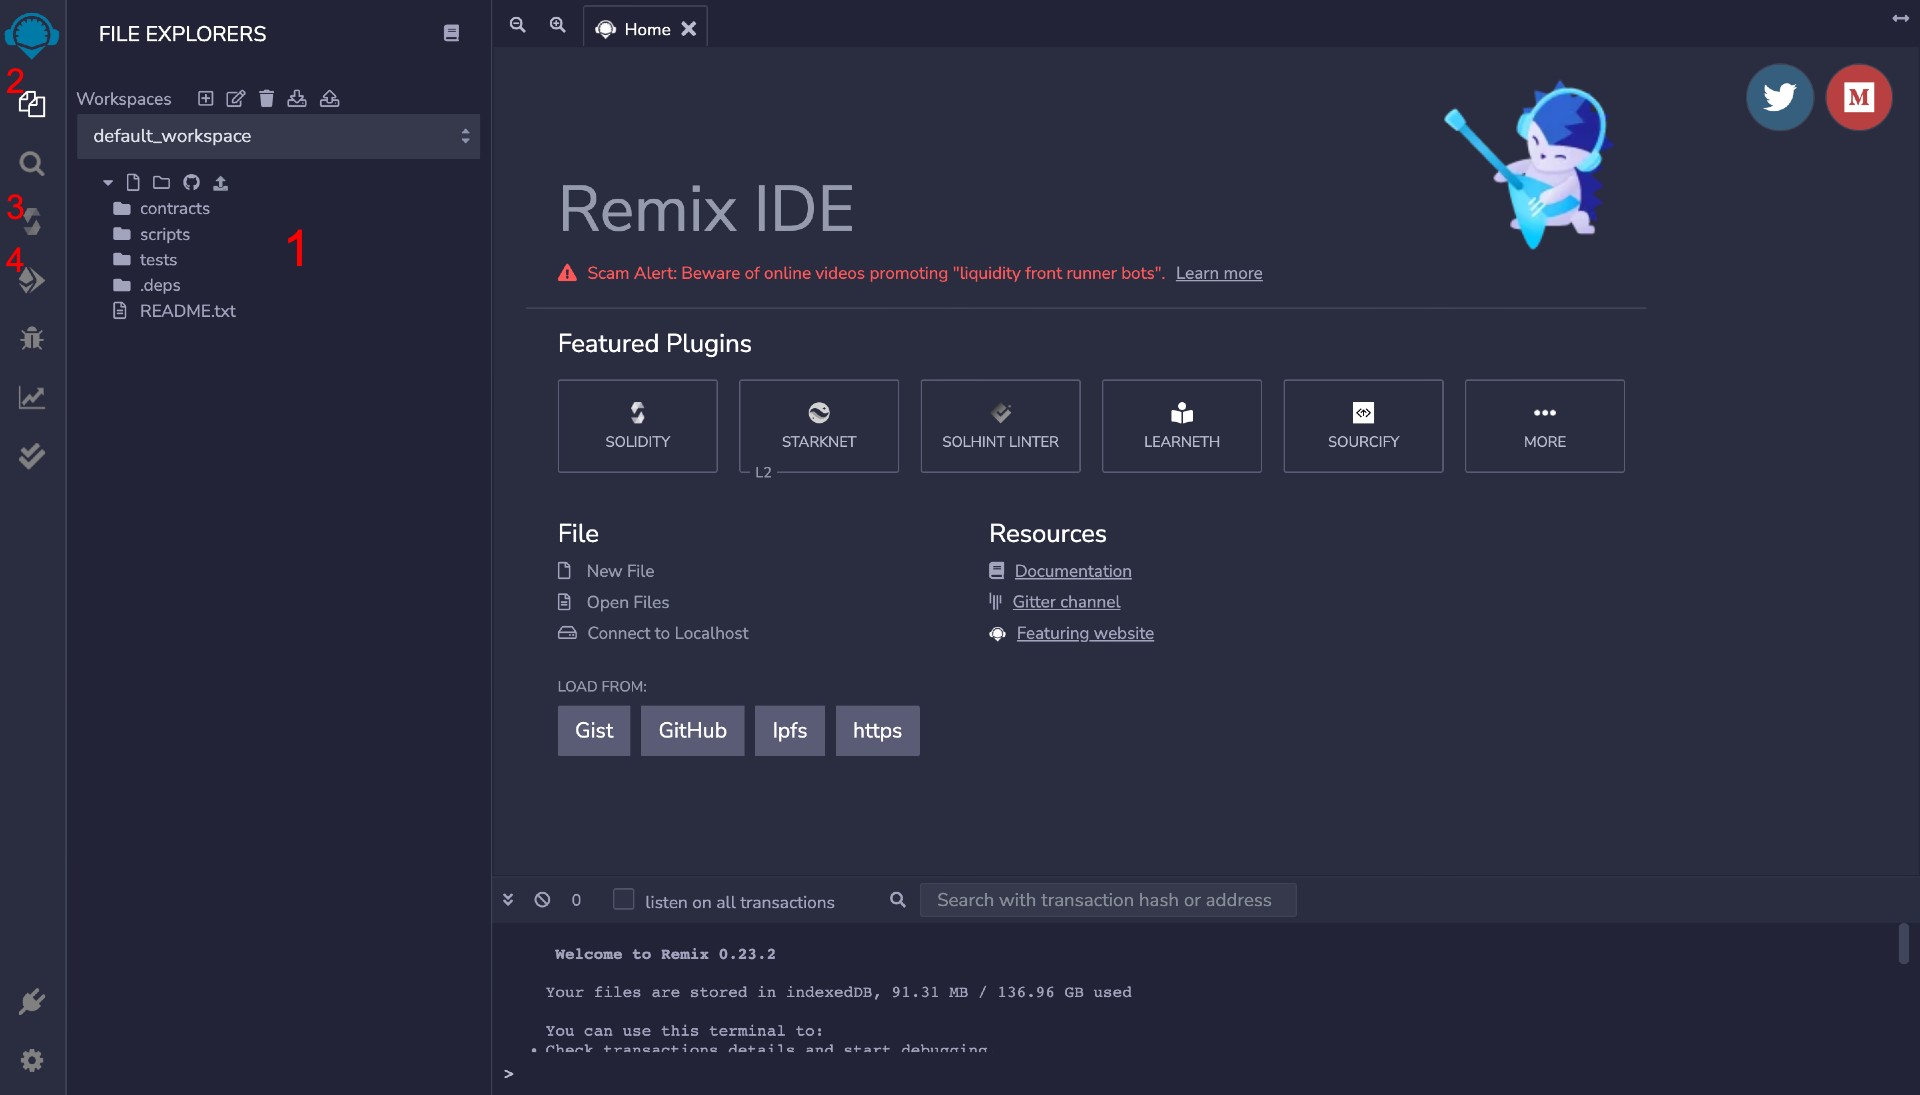 FILE EXPLORERS
2
Workspaces
default_workspace
3
4
contracts
scripts
tests
.deps
README.txt
1
Home
M
Remix IDE
Scam Alert: Beware of online videos promoting "liquidity front runner bots". Learn more
Featured Plugins
SOLIDITY
STARKNET
L2
SOLHINT LINTER
LEARNETH
SOURCIFY
MORE
File
New File
Open Files
Connect to Localhost
Resources
Documentation
Gitter channel
Featuring website
LOAD FROM:
Gist
GitHub
Ipfs
https
0
listen on all transactions
Search with transaction hash or address
Welcome to Remix 0.23.2
Your files are stored in indexedDB, 91.31 MB / 136.96 GB used
You can use this terminal to:
• Check transactions details and start debugging
>